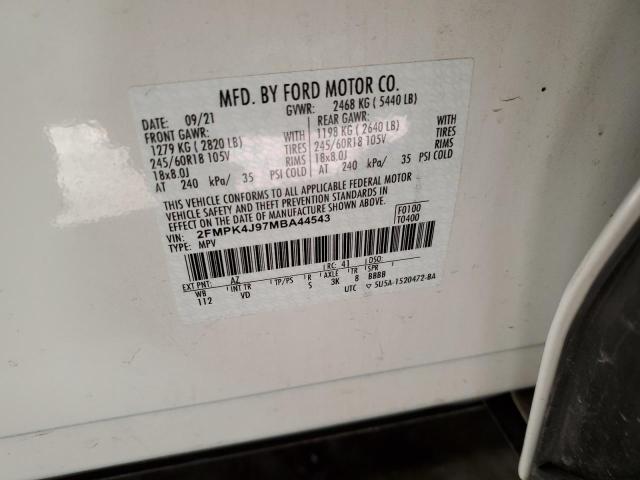 MFD. BY FORD MOTOR CO.
DATE: 09/21 GVWR: 2468 KG ( 5440 LB)
FRONT GAWR: REAR GAWR:
1279 KG ( 2820 LB) WITH 1198 KG ( 2640 LB) WITH
245/60R18 105V TIRES 245/60R18 105V TIRES
18x8.0J RIMS 18x8.0J RIMS
AT 240 kPa/ 35 PSI COLD AT 240 kPa/ 35 PSI COLD
THIS VEHICLE CONFORMS TO ALL APPLICABLE FEDERAL MOTOR
VEHICLE SAFETY AND THEFT PREVENTION STANDARDS IN
EFFECT ON THE DATE OF MANUFACTURE SHOWN ABOVE.
VIN: 2FMPK4J97MBA44543 F0100
TYPE: MPV T0400
EXT PNT: AZ RC: 41 DSO:
WB INT TR TP/PS R AXLE TR SPR
112 VD S 3K 8 BBBB
UTC 5U5A-1520472-BA